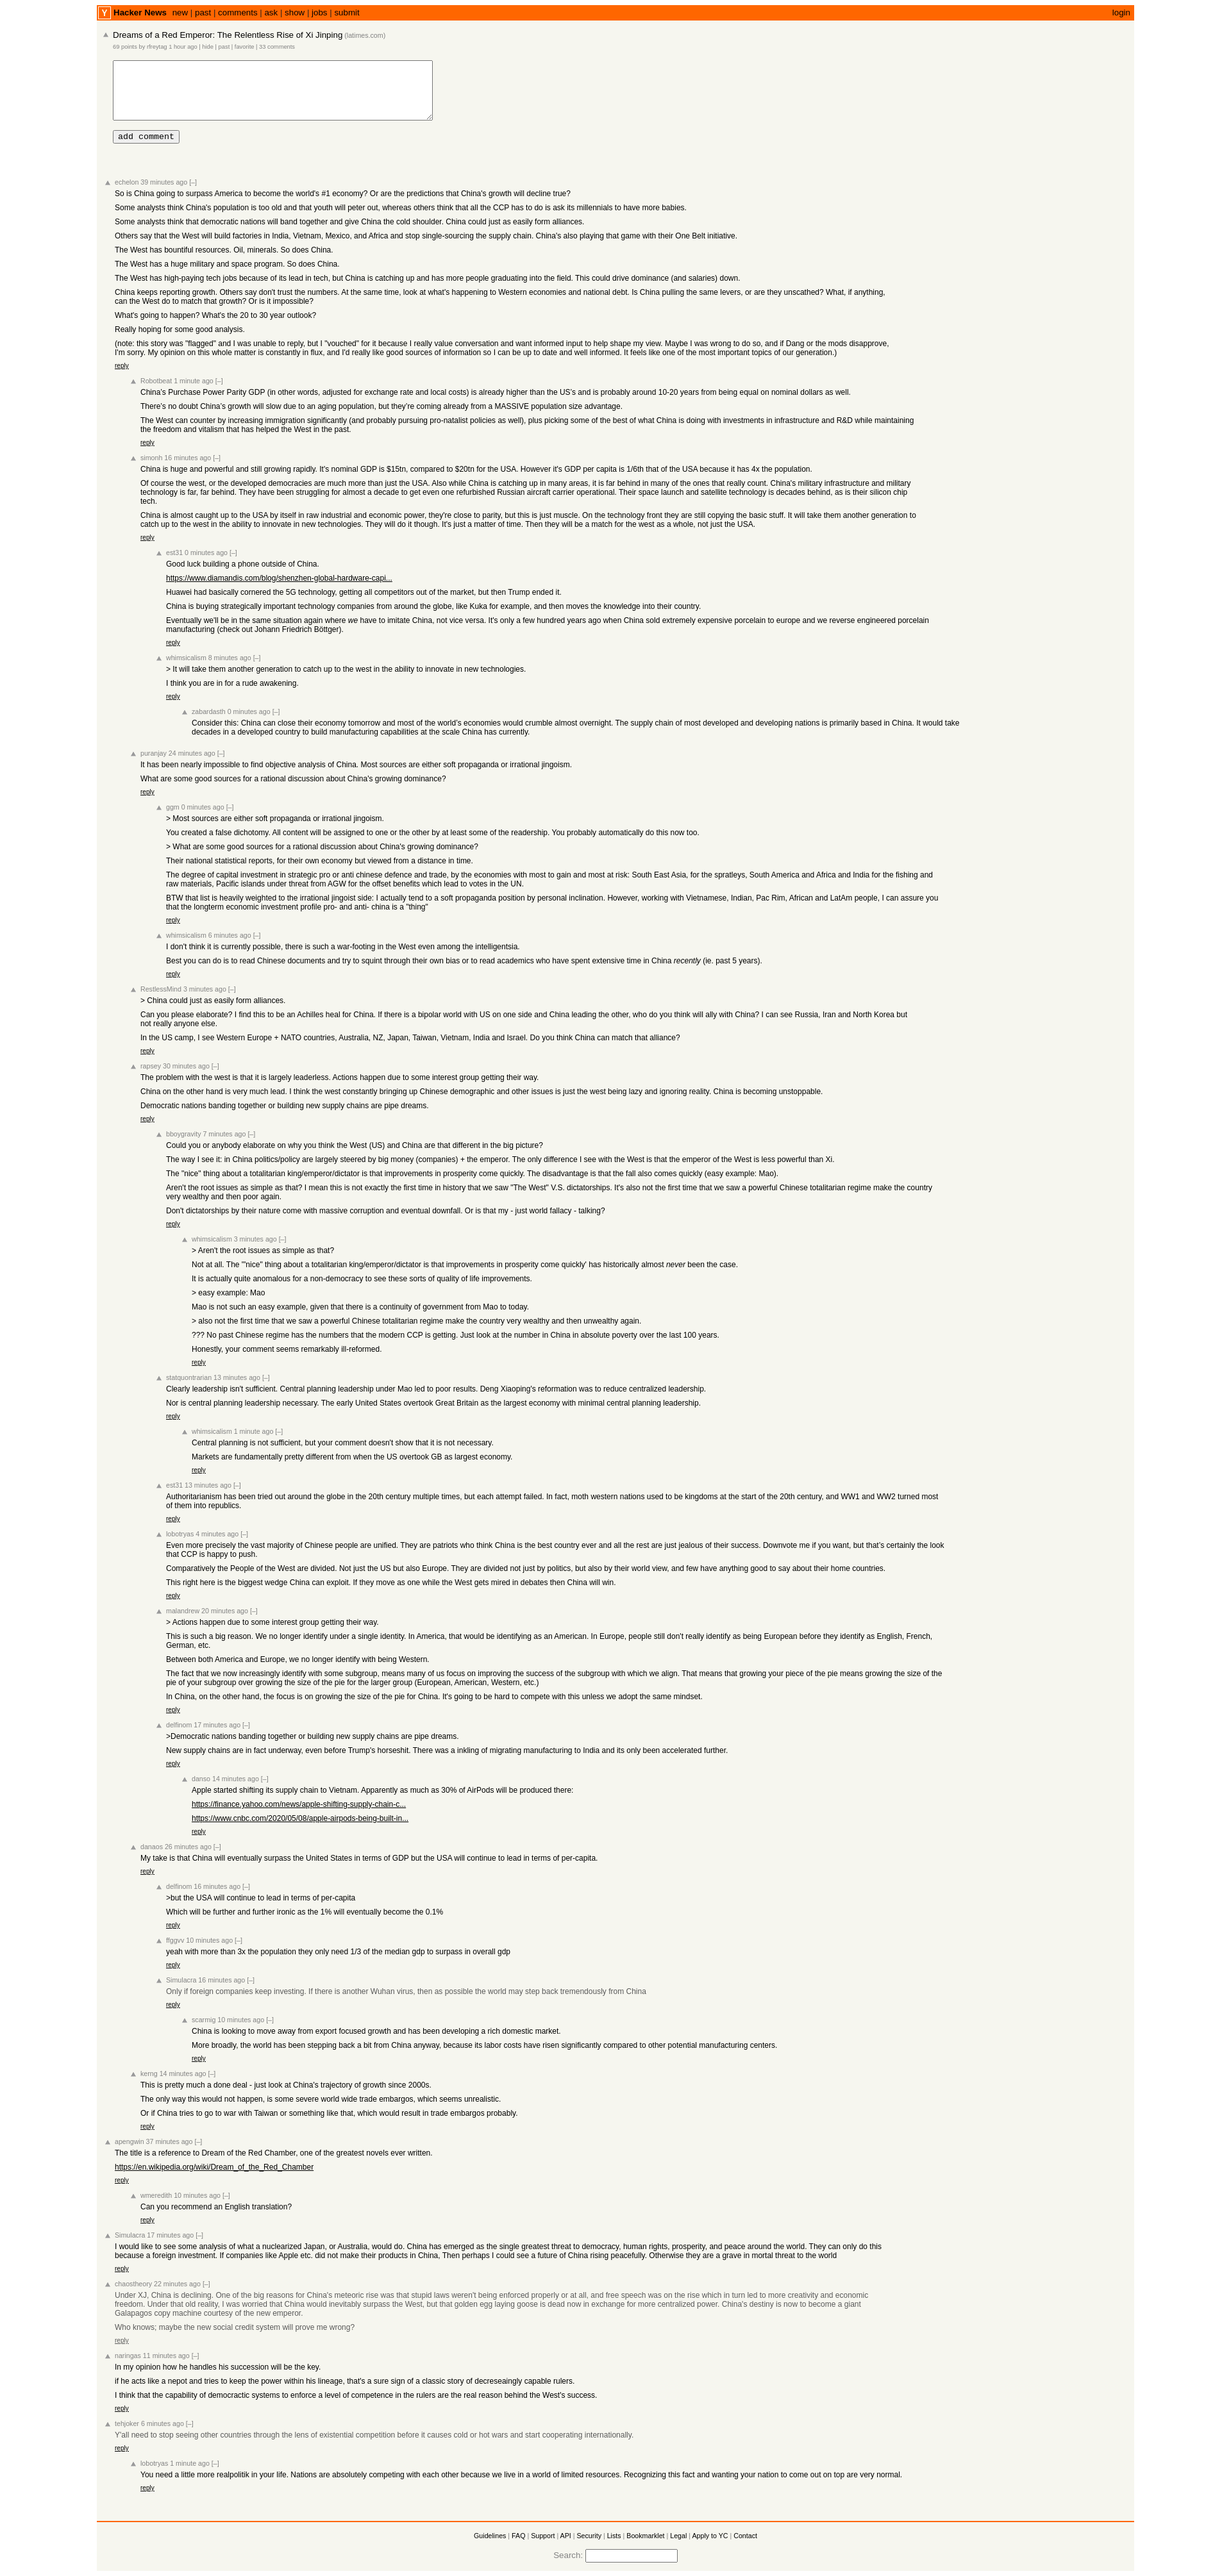 Y Hacker News new | past | comments | ask | show | jobs | submit login
Dreams of a Red Emperor: The Relentless Rise of Xi Jinping (latimes.com)
69 points by rfreytag 1 hour ago | hide | past | favorite | 33 comments
add comment
echelon 39 minutes ago [–]
So is China going to surpass America to become the world's #1 economy? Or are the predictions that China's growth will decline true?
Some analysts think China's population is too old and that youth will peter out, whereas others think that all the CCP has to do is ask its millennials to have more babies.
Some analysts think that democratic nations will band together and give China the cold shoulder. China could just as easily form alliances.
Others say that the West will build factories in India, Vietnam, Mexico, and Africa and stop single-sourcing the supply chain. China's also playing that game with their One Belt initiative.
The West has bountiful resources. Oil, minerals. So does China.
The West has a huge military and space program. So does China.
The West has high-paying tech jobs because of its lead in tech, but China is catching up and has more people graduating into the field. This could drive dominance (and salaries) down.
China keeps reporting growth. Others say don't trust the numbers. At the same time, look at what's happening to Western economies and national debt. Is China pulling the same levers, or are they unscathed? What, if anything,
can the West do to match that growth? Or is it impossible?
What's going to happen? What's the 20 to 30 year outlook?
Really hoping for some good analysis.
(note: this story was "flagged" and I was unable to reply, but I "vouched" for it because I really value conversation and want informed input to help shape my view. Maybe I was wrong to do so, and if Dang or the mods disapprove,
I'm sorry. My opinion on this whole matter is constantly in flux, and I'd really like good sources of information so I can be up to date and well informed. It feels like one of the most important topics of our generation.)
reply
Robotbeat 1 minute ago [–]
China's Purchase Power Parity GDP (in other words, adjusted for exchange rate and local costs) is already higher than the US's and is probably around 10-20 years from being equal on nominal dollars as well.
There's no doubt China's growth will slow due to an aging population, but they're coming already from a MASSIVE population size advantage.
The West can counter by increasing immigration significantly (and probably pursuing pro-natalist policies as well), plus picking some of the best of what China is doing with investments in infrastructure and R&D while maintaining
the freedom and vitalism that has helped the West in the past.
reply
simonh 16 minutes ago [–]
China is huge and powerful and still growing rapidly. It's nominal GDP is $15tn, compared to $20tn for the USA. However it's GDP per capita is 1/6th that of the USA because it has 4x the population.
Of course the west, or the developed democracies are much more than just the USA. Also while China is catching up in many areas, it is far behind in many of the ones that really count. China's military infrastructure and military
technology is far, far behind. They have been struggling for almost a decade to get even one refurbished Russian aircraft carrier operational. Their space launch and satellite technology is decades behind, as is their silicon chip
tech.
China is almost caught up to the USA by itself in raw industrial and economic power, they're close to parity, but this is just muscle. On the technology front they are still copying the basic stuff. It will take them another generation to
catch up to the west in the ability to innovate in new technologies. They will do it though. It's just a matter of time. Then they will be a match for the west as a whole, not just the USA.
reply
est31 0 minutes ago [–]
Good luck building a phone outside of China.
https://www.diamandis.com/blog/shenzhen-global-hardware-capi...
Huawei had basically cornered the 5G technology, getting all competitors out of the market, but then Trump ended it.
China is buying strategically important technology companies from around the globe, like Kuka for example, and then moves the knowledge into their country.
Eventually we'll be in the same situation again where we have to imitate China, not vice versa. It's only a few hundred years ago when China sold extremely expensive porcelain to europe and we reverse engineered porcelain
manufacturing (check out Johann Friedrich Böttger).
reply
whimsicalism 8 minutes ago [–]
> It will take them another generation to catch up to the west in the ability to innovate in new technologies.
I think you are in for a rude awakening.
reply
zabardasth 0 minutes ago [–]
Consider this: China can close their economy tomorrow and most of the world's economies would crumble almost overnight. The supply chain of most developed and developing nations is primarily based in China. It would take
decades in a developed country to build manufacturing capabilities at the scale China has currently.
puranjay 24 minutes ago [–]
It has been nearly impossible to find objective analysis of China. Most sources are either soft propaganda or irrational jingoism.
What are some good sources for a rational discussion about China's growing dominance?
reply
ggm 0 minutes ago [–]
> Most sources are either soft propaganda or irrational jingoism.
You created a false dichotomy. All content will be assigned to one or the other by at least some of the readership. You probably automatically do this now too.
> What are some good sources for a rational discussion about China's growing dominance?
Their national statistical reports, for their own economy but viewed from a distance in time.
The degree of capital investment in strategic pro or anti chinese defence and trade, by the economies with most to gain and most at risk: South East Asia, for the spratleys, South America and Africa and India for the fishing and
raw materials, Pacific islands under threat from AGW for the offset benefits which lead to votes in the UN.
BTW that list is heavily weighted to the irrational jingoist side: I actually tend to a soft propaganda position by personal inclination. However, working with Vietnamese, Indian, Pac Rim, African and LatAm people, I can assure you
that the longterm economic investment profile pro- and anti- china is a "thing"
reply
whimsicalism 6 minutes ago [–]
I don't think it is currently possible, there is such a war-footing in the West even among the intelligentsia.
Best you can do is to read Chinese documents and try to squint through their own bias or to read academics who have spent extensive time in China recently (ie. past 5 years).
reply
RestlessMind 3 minutes ago [–]
> China could just as easily form alliances.
Can you please elaborate? I find this to be an Achilles heal for China. If there is a bipolar world with US on one side and China leading the other, who do you think will ally with China? I can see Russia, Iran and North Korea but
not really anyone else.
In the US camp, I see Western Europe + NATO countries, Australia, NZ, Japan, Taiwan, Vietnam, India and Israel. Do you think China can match that alliance?
reply
rapsey 30 minutes ago [–]
The problem with the west is that it is largely leaderless. Actions happen due to some interest group getting their way.
China on the other hand is very much lead. I think the west constantly bringing up Chinese demographic and other issues is just the west being lazy and ignoring reality. China is becoming unstoppable.
Democratic nations banding together or building new supply chains are pipe dreams.
reply
bboygravity 7 minutes ago [–]
Could you or anybody elaborate on why you think the West (US) and China are that different in the big picture?
The way I see it: in China politics/policy are largely steered by big money (companies) + the emperor. The only difference I see with the West is that the emperor of the West is less powerful than Xi.
The "nice" thing about a totalitarian king/emperor/dictator is that improvements in prosperity come quickly. The disadvantage is that the fall also comes quickly (easy example: Mao).
Aren't the root issues as simple as that? I mean this is not exactly the first time in history that we saw "The West" V.S. dictatorships. It's also not the first time that we saw a powerful Chinese totalitarian regime make the country
very wealthy and then poor again.
Don't dictatorships by their nature come with massive corruption and eventual downfall. Or is that my - just world fallacy - talking?
reply
whimsicalism 3 minutes ago [–]
> Aren't the root issues as simple as that?
Not at all. The '"nice" thing about a totalitarian king/emperor/dictator is that improvements in prosperity come quickly' has historically almost never been the case.
It is actually quite anomalous for a non-democracy to see these sorts of quality of life improvements.
> easy example: Mao
Mao is not such an easy example, given that there is a continuity of government from Mao to today.
> also not the first time that we saw a powerful Chinese totalitarian regime make the country very wealthy and then unwealthy again.
??? No past Chinese regime has the numbers that the modern CCP is getting. Just look at the number in China in absolute poverty over the last 100 years.
Honestly, your comment seems remarkably ill-reformed.
reply
statquontrarian 13 minutes ago [–]
Clearly leadership isn't sufficient. Central planning leadership under Mao led to poor results. Deng Xiaoping's reformation was to reduce centralized leadership.
Nor is central planning leadership necessary. The early United States overtook Great Britain as the largest economy with minimal central planning leadership.
reply
whimsicalism 1 minute ago [–]
Central planning is not sufficient, but your comment doesn't show that it is not necessary.
Markets are fundamentally pretty different from when the US overtook GB as largest economy.
reply
est31 13 minutes ago [–]
Authoritarianism has been tried out around the globe in the 20th century multiple times, but each attempt failed. In fact, moth western nations used to be kingdoms at the start of the 20th century, and WW1 and WW2 turned most
of them into republics.
reply
lobotryas 4 minutes ago [–]
Even more precisely the vast majority of Chinese people are unified. They are patriots who think China is the best country ever and all the rest are just jealous of their success. Downvote me if you want, but that's certainly the look
that CCP is happy to push.
Comparatively the People of the West are divided. Not just the US but also Europe. They are divided not just by politics, but also by their world view, and few have anything good to say about their home countries.
This right here is the biggest wedge China can exploit. If they move as one while the West gets mired in debates then China will win.
reply
malandrew 20 minutes ago [–]
> Actions happen due to some interest group getting their way.
This is such a big reason. We no longer identify under a single identity. In America, that would be identifying as an American. In Europe, people still don't really identify as being European before they identify as English, French,
German, etc.
Between both America and Europe, we no longer identify with being Western.
The fact that we now increasingly identify with some subgroup, means many of us focus on improving the success of the subgroup with which we align. That means that growing your piece of the pie means growing the size of the
pie of your subgroup over growing the size of the pie for the larger group (European, American, Western, etc.)
In China, on the other hand, the focus is on growing the size of the pie for China. It's going to be hard to compete with this unless we adopt the same mindset.
reply
delfinom 17 minutes ago [–]
>Democratic nations banding together or building new supply chains are pipe dreams.
New supply chains are in fact underway, even before Trump's horseshit. There was a inkling of migrating manufacturing to India and its only been accelerated further.
reply
danso 14 minutes ago [–]
Apple started shifting its supply chain to Vietnam. Apparently as much as 30% of AirPods will be produced there:
https://finance.yahoo.com/news/apple-shifting-supply-chain-c...
https://www.cnbc.com/2020/05/08/apple-airpods-being-built-in...
reply
danaos 26 minutes ago [–]
My take is that China will eventually surpass the United States in terms of GDP but the USA will continue to lead in terms of per-capita.
reply
delfinom 16 minutes ago [–]
>but the USA will continue to lead in terms of per-capita
Which will be further and further ironic as the 1% will eventually become the 0.1%
reply
ffggvv 10 minutes ago [–]
yeah with more than 3x the population they only need 1/3 of the median gdp to surpass in overall gdp
reply
Simulacra 16 minutes ago [–]
Only if foreign companies keep investing. If there is another Wuhan virus, then as possible the world may step back tremendously from China
reply
scarmig 10 minutes ago [–]
China is looking to move away from export focused growth and has been developing a rich domestic market.
More broadly, the world has been stepping back a bit from China anyway, because its labor costs have risen significantly compared to other potential manufacturing centers.
reply
kerng 14 minutes ago [–]
This is pretty much a done deal - just look at China's trajectory of growth since 2000s.
The only way this would not happen, is some severe world wide trade embargos, which seems unrealistic.
Or if China tries to go to war with Taiwan or something like that, which would result in trade embargos probably.
reply
apengwin 37 minutes ago [–]
The title is a reference to Dream of the Red Chamber, one of the greatest novels ever written.
https://en.wikipedia.org/wiki/Dream_of_the_Red_Chamber
reply
wmeredith 10 minutes ago [–]
Can you recommend an English translation?
reply
Simulacra 17 minutes ago [–]
I would like to see some analysis of what a nuclearized Japan, or Australia, would do. China has emerged as the single greatest threat to democracy, human rights, prosperity, and peace around the world. They can only do this
because a foreign investment. If companies like Apple etc. did not make their products in China, Then perhaps I could see a future of China rising peacefully. Otherwise they are a grave in mortal threat to the world
reply
chaostheory 22 minutes ago [–]
Under XJ, China is declining. One of the big reasons for China's meteoric rise was that stupid laws weren't being enforced properly or at all, and free speech was on the rise which in turn led to more creativity and economic
freedom. Under that old reality, I was worried that China would inevitably surpass the West, but that golden egg laying goose is dead now in exchange for more centralized power. China's destiny is now to become a giant
Galapagos copy machine courtesy of the new emperor.
Who knows; maybe the new social credit system will prove me wrong?
reply
naringas 11 minutes ago [–]
In my opinion how he handles his succession will be the key.
if he acts like a nepot and tries to keep the power within his lineage, that's a sure sign of a classic story of decreseaingly capable rulers.
I think that the capability of democractic systems to enforce a level of competence in the rulers are the real reason behind the West's success.
reply
tehjoker 6 minutes ago [–]
Y'all need to stop seeing other countries through the lens of existential competition before it causes cold or hot wars and start cooperating internationally.
reply
lobotryas 1 minute ago [–]
You need a little more realpolitik in your life. Nations are absolutely competing with each other because we live in a world of limited resources. Recognizing this fact and wanting your nation to come out on top are very normal.
reply
Guidelines | FAQ | Support | API | Security | Lists | Bookmarklet | Legal | Apply to YC | Contact
Search: